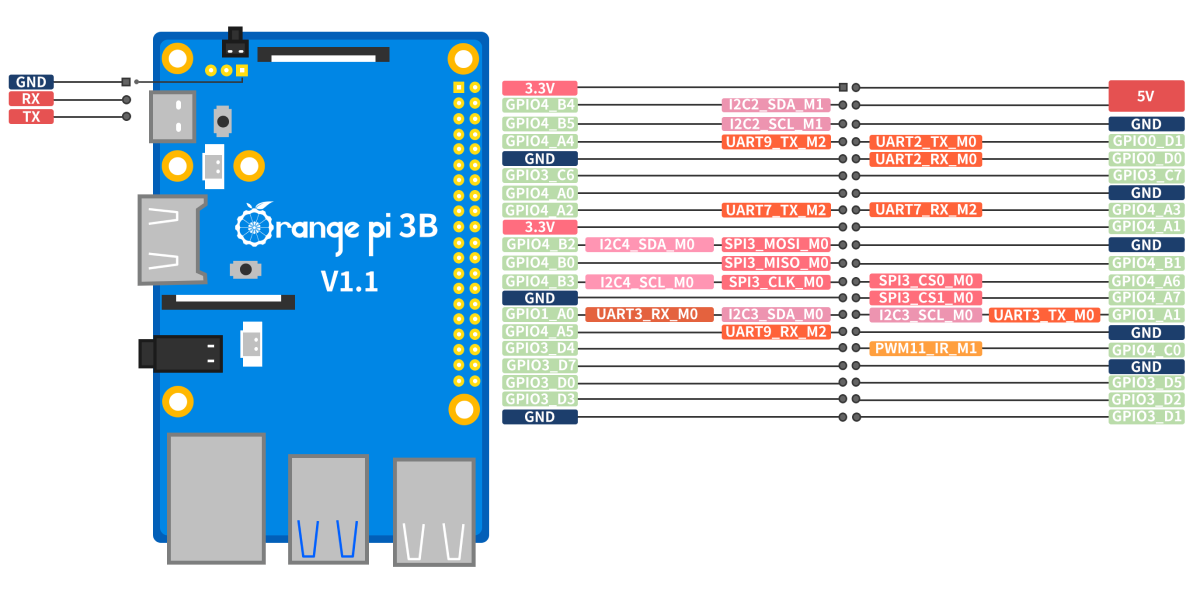 GND
RX
TX
Orange pi 3B
V1.1
3.3V 5V
GPIO4_B4 I2C2_SDA_M1
GPIO4_B5 I2C2_SCL_M1 GND
GPIO4_A4 UART9_TX_M2 UART2_TX_M0 GPIO0_D1
GND UART2_RX_M0 GPIO0_D0
GPIO3_C6 GPIO3_C7
GPIO4_A0 GND
GPIO4_A2 UART7_TX_M2 UART7_RX_M2 GPIO4_A3
3.3V GPIO4_A1
GPIO4_B2 I2C4_SDA_M0 SPI3_MOSI_M0 GND
GPIO4_B0 SPI3_MISO_M0 GPIO4_B1
GPIO4_B3 I2C4_SCL_M0 SPI3_CLK_M0 SPI3_CS0_M0 GPIO4_A6
GND SPI3_CS1_M0 GPIO4_A7
GPIO1_A0 UART3_RX_M0 I2C3_SDA_M0 I2C3_SCL_M0 UART3_TX_M0 GPIO1_A1
GPIO4_A5 UART9_RX_M2 GND
GPIO3_D4 PWM11_IR_M1 GPIO4_C0
GPIO3_D7 GND
GPIO3_D0 GPIO3_D5
GPIO3_D3 GPIO3_D2
GND GPIO3_D1